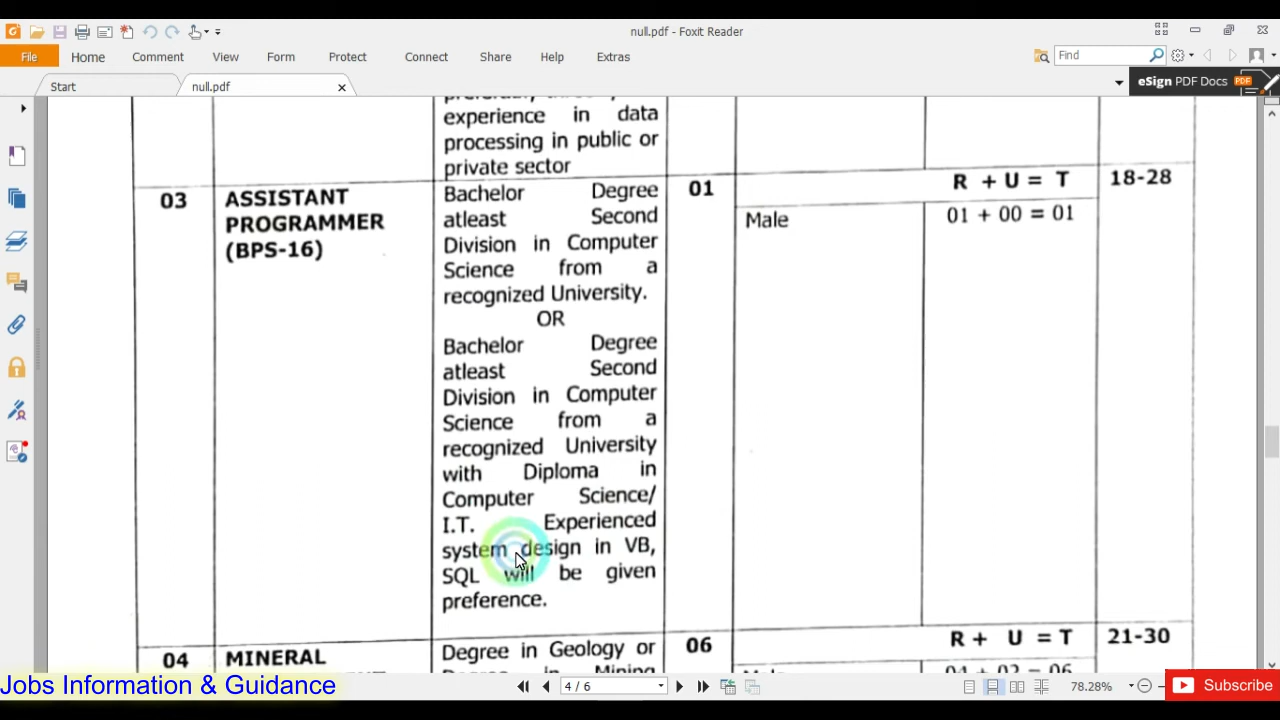 null.pdf - Foxit Reader
File Home Comment View Form Protect Connect Share Help Extras
Find
Start null.pdf
eSign PDF Docs
PDF
experience in data
processing in public or
private sector
03 ASSISTANT
PROGRAMMER
(BPS-16)
Bachelor Degree
atleast Second
Division in Computer
Science from a
recognized University.
OR
Bachelor Degree
atleast Second
Division in Computer
Science from a
recognized University
with Diploma in
Computer Science/
I.T. Experienced
system design in VB,
SQL will be given
preference.
01
R + U = T
18-28
Male
01 + 00 = 01
04 MINERAL
Degree in Geology or
06
R + U = T
21-30
Jobs Information & Guidance
4 / 6
78.28%
Subscribe